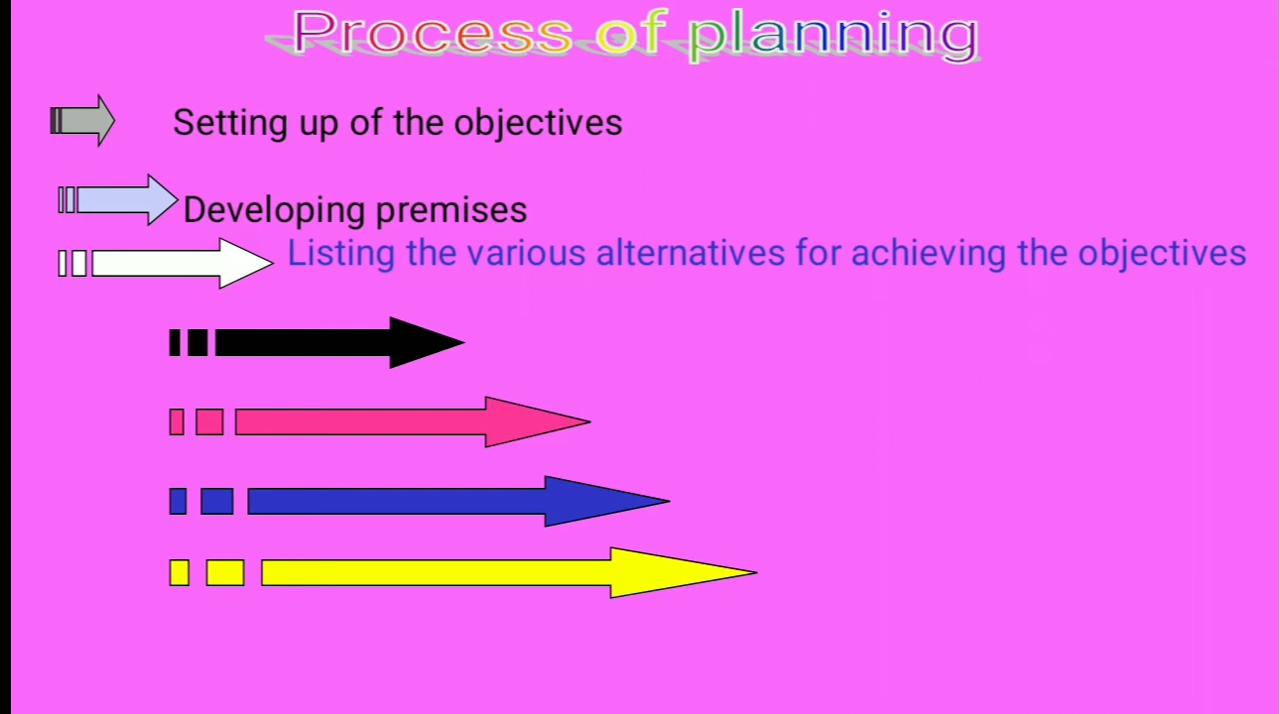 Process of planning
Setting up of the objectives
Developing premises
Listing the various alternatives for achieving the objectives